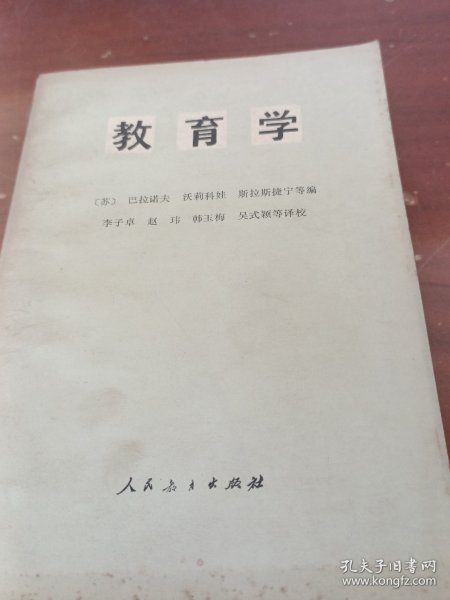 教育学
〔苏〕 巴拉诺夫 沃莉科娃 斯拉斯捷宁等编
李子卓 赵玮 韩玉梅 吴式颖等译校
人民教育出版社
孔夫子旧书网
www.kongfz.com